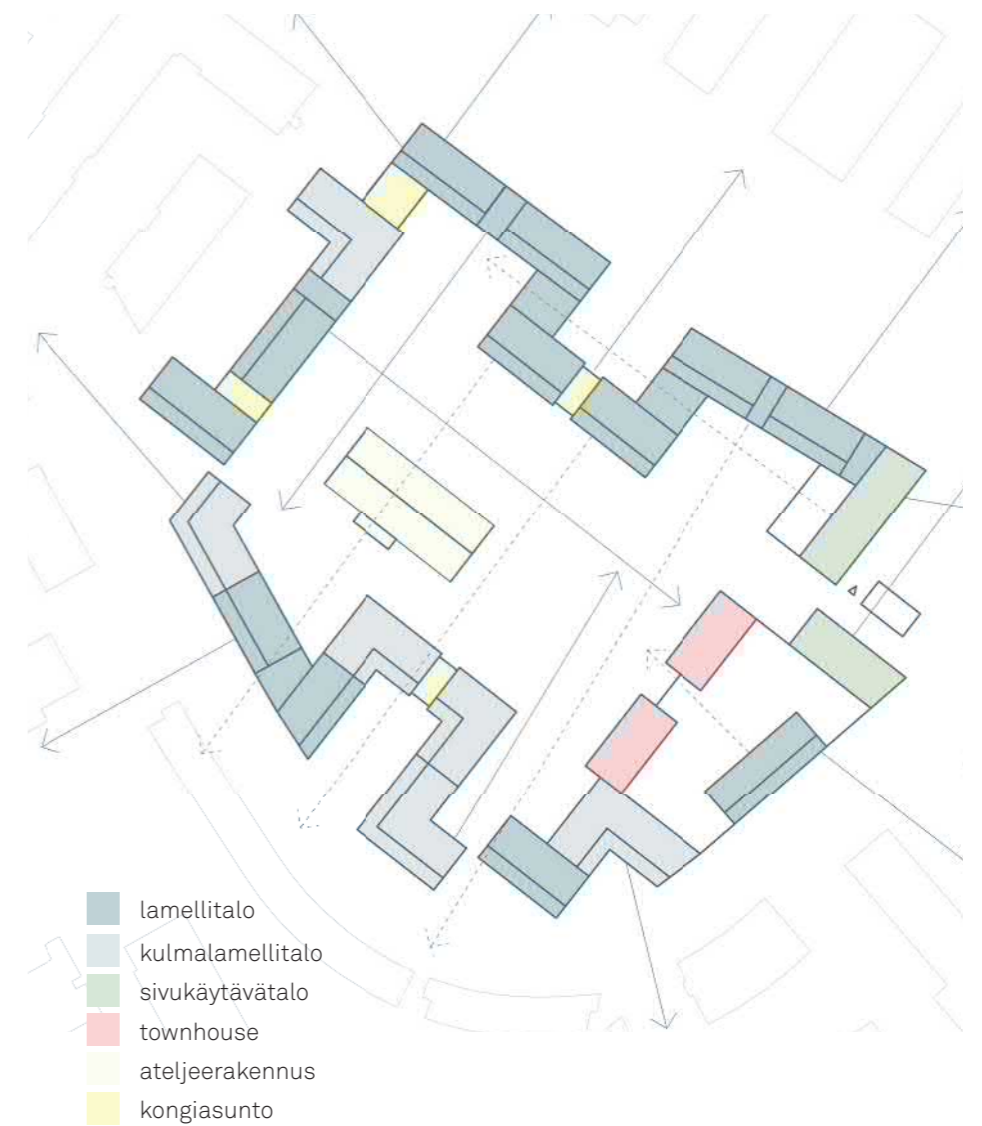 lamellitalo
kulmalamellitalo
sivukäytävätalo
townhouse
ateljeerakennus
kongiasunto